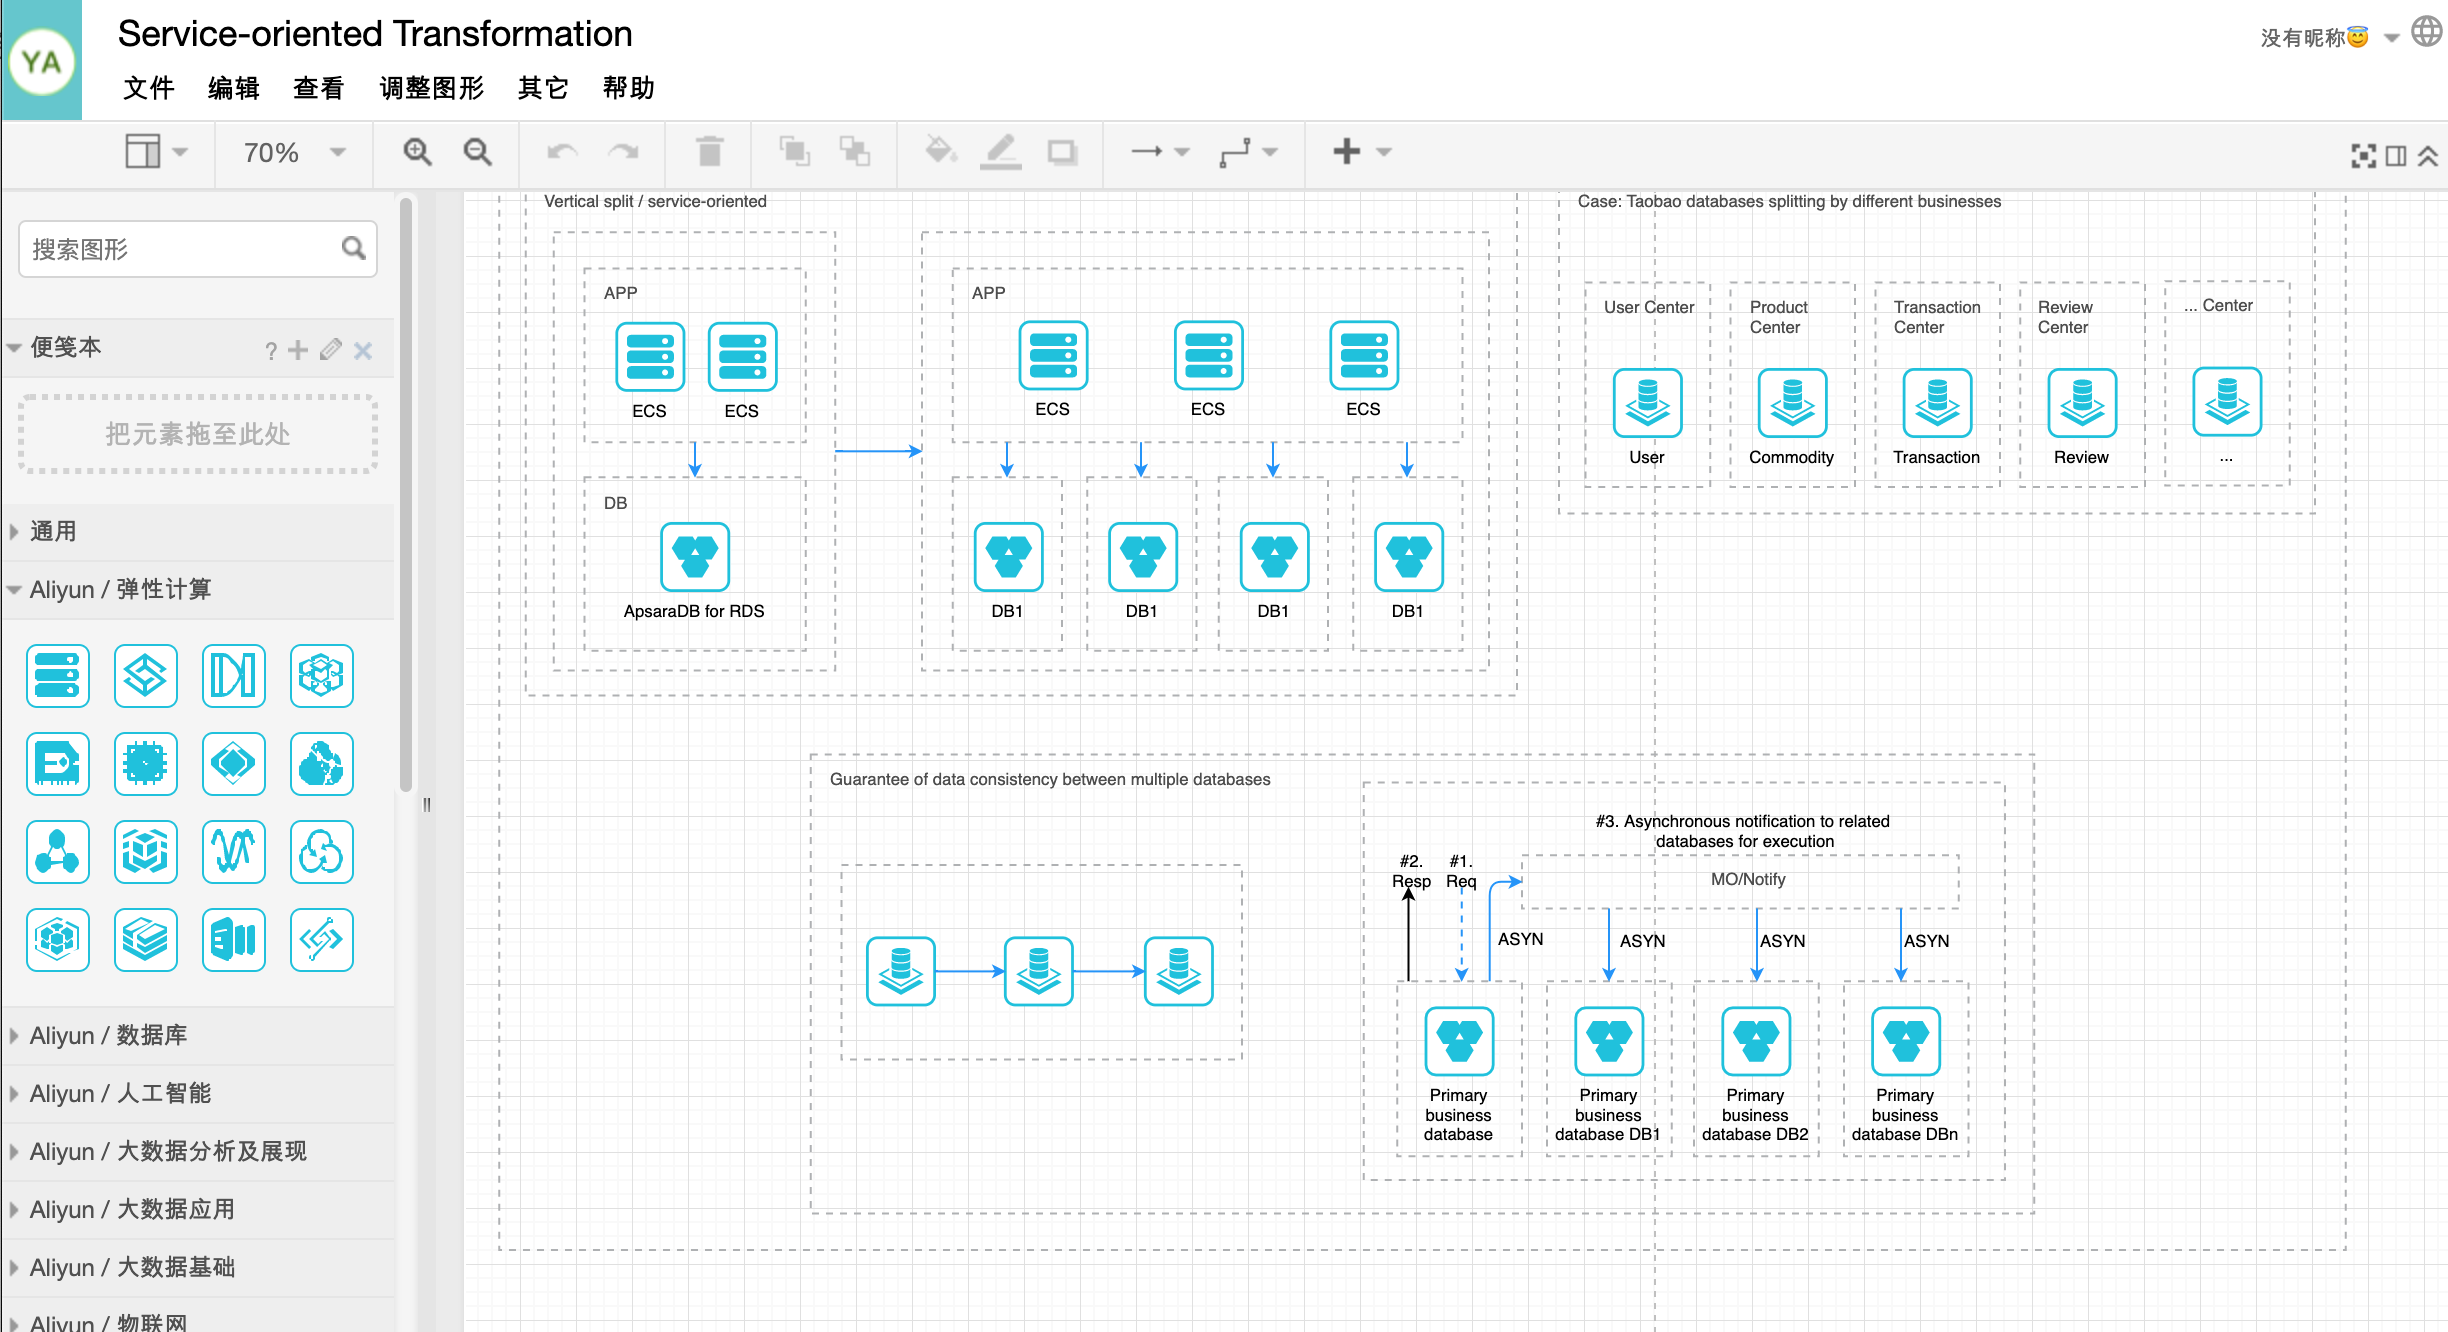 YA
Service-oriented Transformation
没有昵称😇
文件 编辑 查看 调整图形 其它 帮助
70%
搜索图形
便笺本
?
把元素拖至此处
通用
Aliyun / 弹性计算
Aliyun / 数据库
Aliyun / 人工智能
Aliyun / 大数据分析及展现
Aliyun / 大数据应用
Aliyun / 大数据基础
Aliyun / 物联网
Vertical split / service-oriented
APP
ECS ECS
DB
ApsaraDB for RDS
APP
ECS ECS ECS
DB1 DB1 DB1 DB1
Case: Taobao databases splitting by different businesses
User Center
User
Product
Center
Commodity
Transaction
Center
Transaction
Review
Center
Review
... Center
...
Guarantee of data consistency between multiple databases
#3. Asynchronous notification to related
databases for execution
#2.
Resp
#1.
Req
MO/Notify
ASYN ASYN ASYN ASYN
Primary
business
database
Primary
business
database DB1
Primary
business
database DB2
Primary
business
database DBn